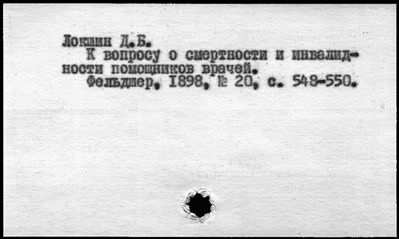 Локшин Д.Б.
К вопросу о смертности и инвалид-
ности помощников врачей.
Фельдшер, 1898, № 20, с. 548-550.